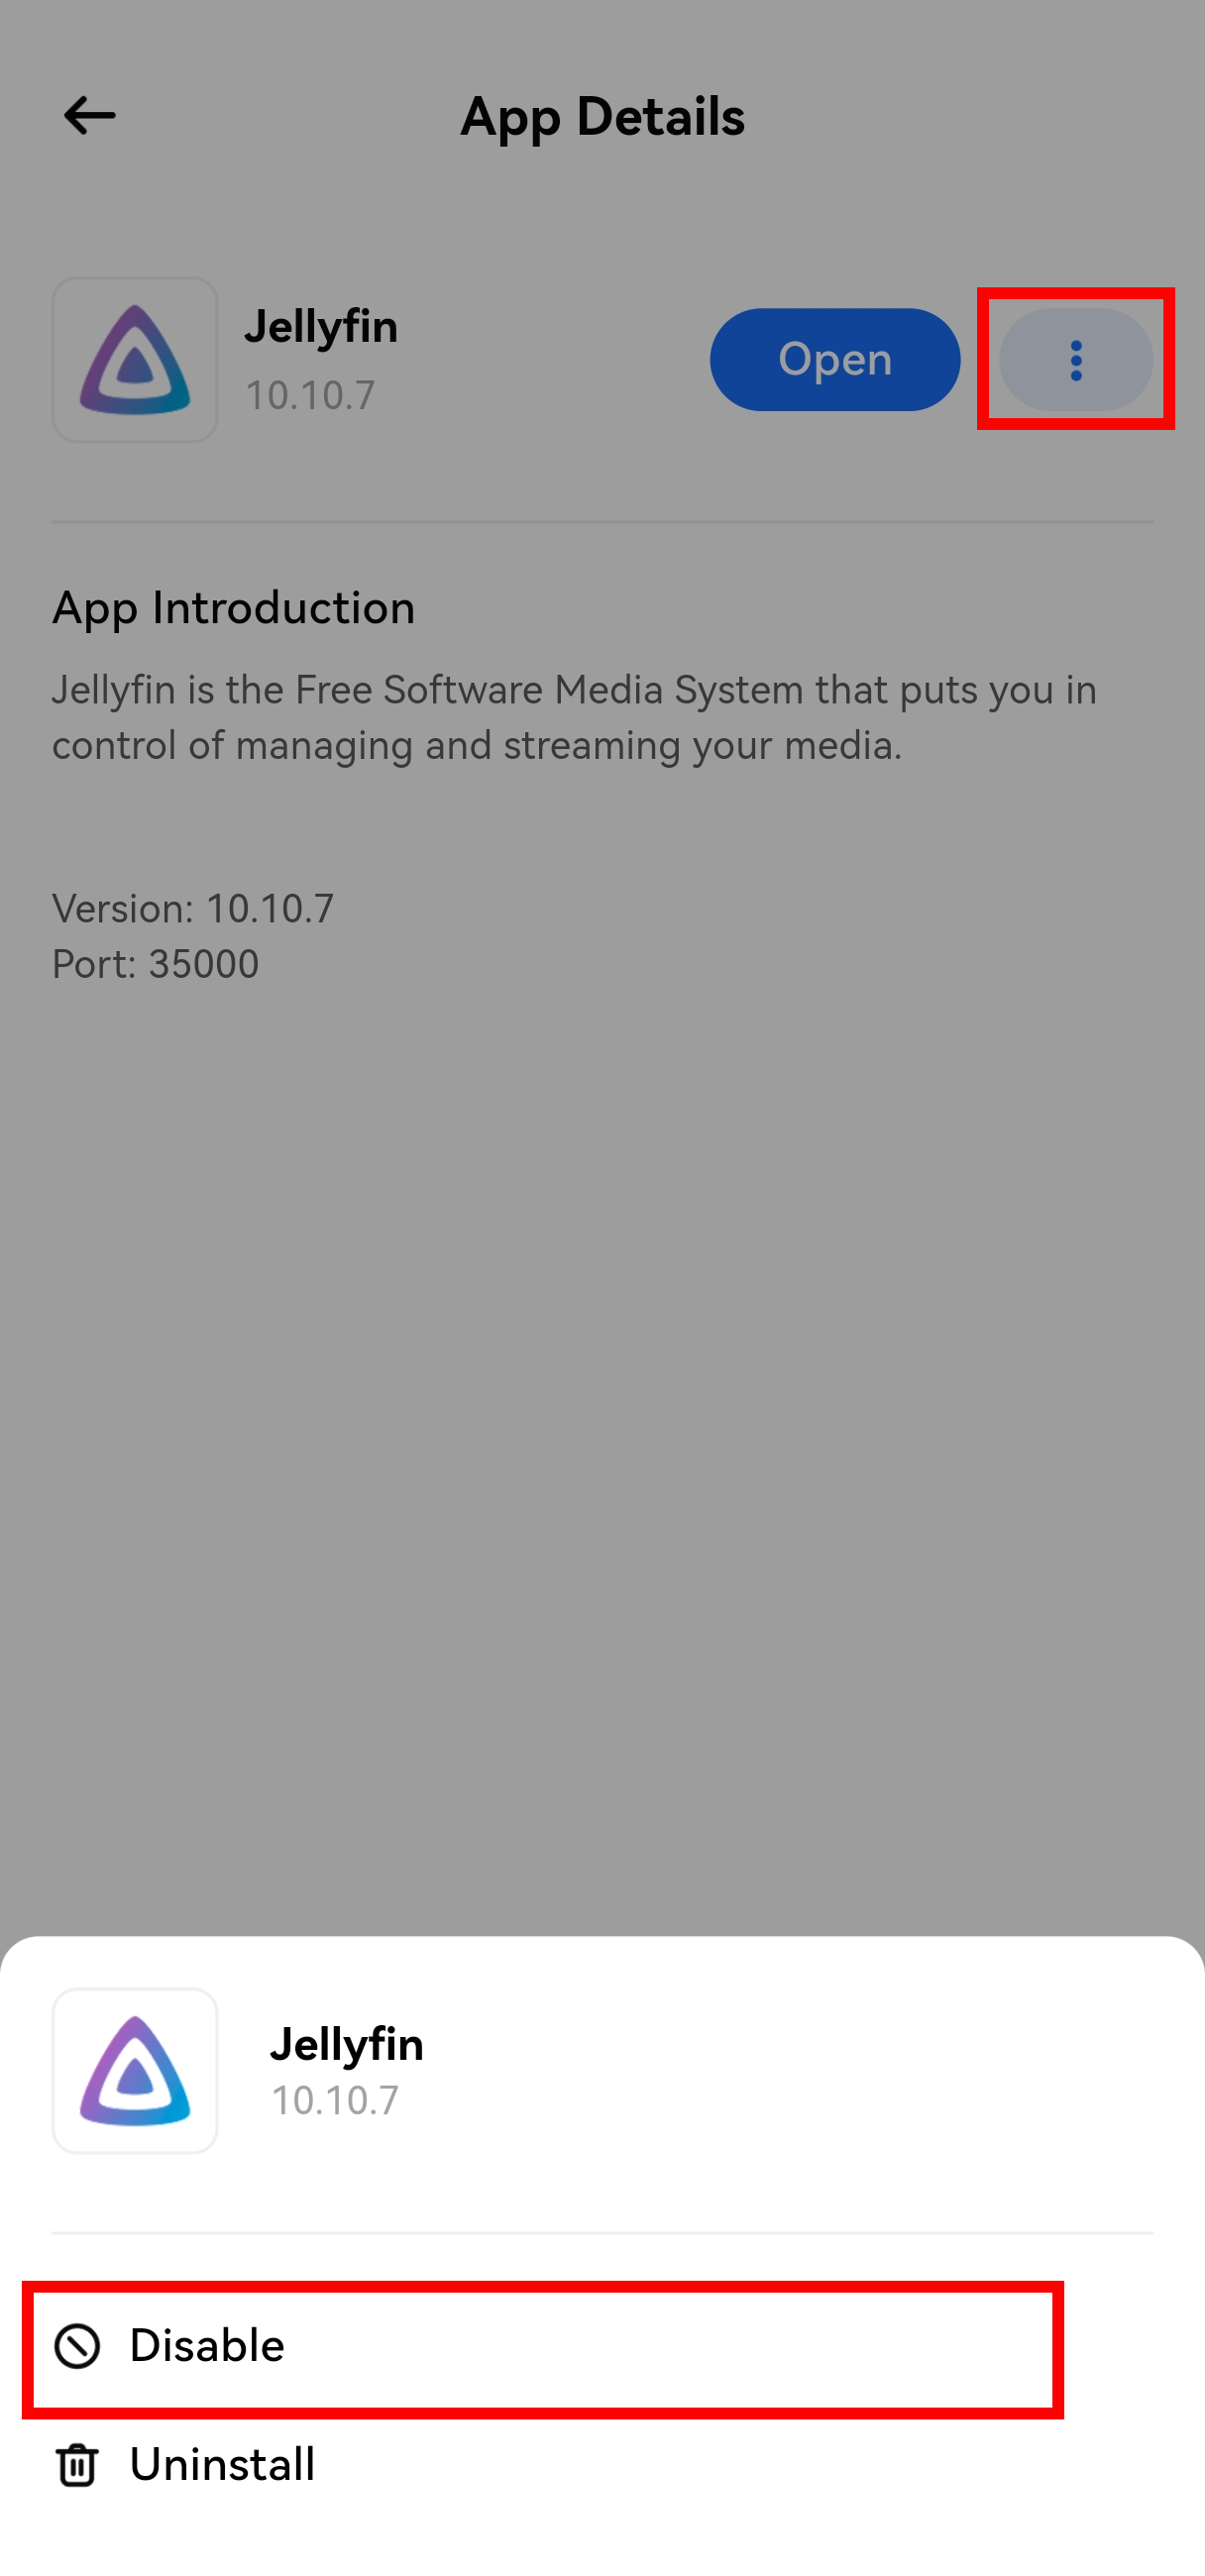 App Details
Jellyfin
10.10.7
Open
App Introduction
Jellyfin is the Free Software Media System that puts you in
control of managing and streaming your media.
Version: 10.10.7
Port: 35000
Jellyfin
10.10.7
Disable
Uninstall